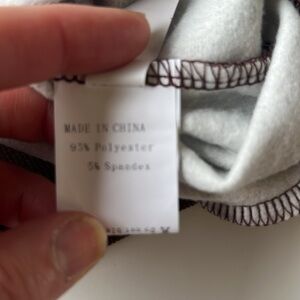 MADE IN CHINA
95% Polyester
5% Spandex